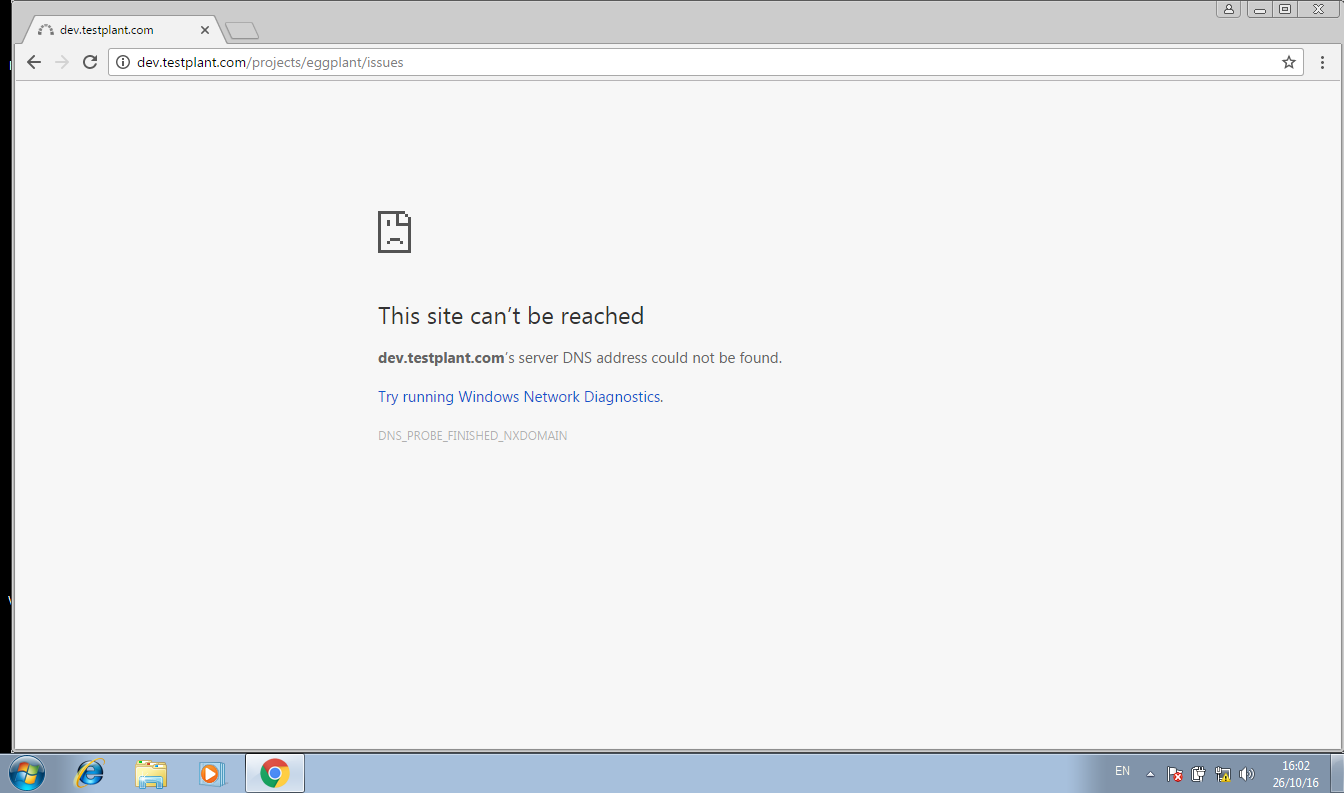 dev.testplant.com
dev.testplant.com/projects/eggplant/issues
This site can’t be reached
dev.testplant.com’s server DNS address could not be found.
Try running Windows Network Diagnostics.
DNS_PROBE_FINISHED_NXDOMAIN
EN
16:02
26/10/16